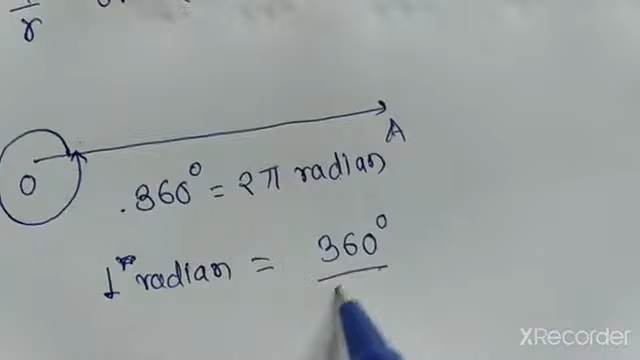 r
O
A
360° = 2π radian
1 radian = 360°
XRecorder